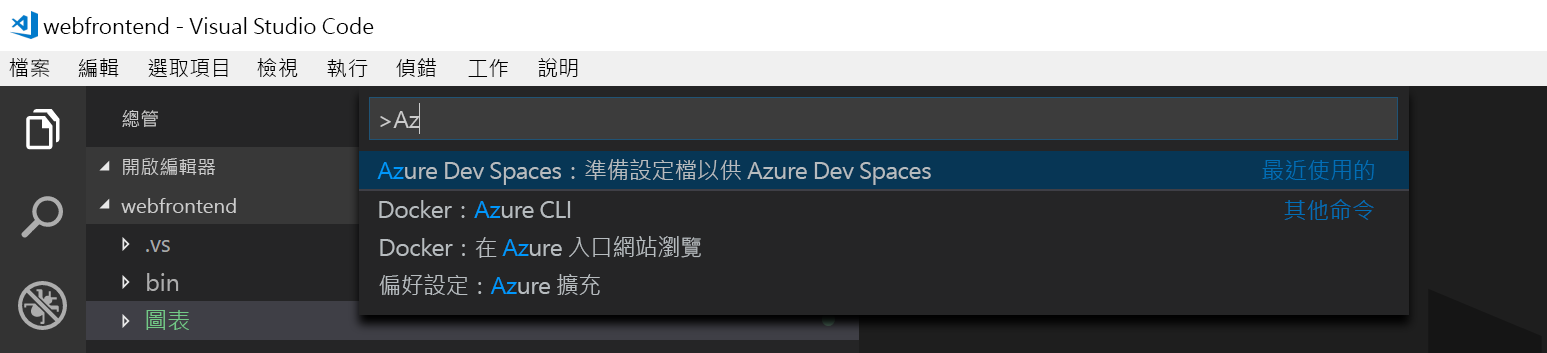 webfrontend - Visual Studio Code
檔案 編輯 選取項目 檢視 執行 偵錯 工作 說明
總管
>Az
開啟編輯器
Azure Dev Spaces：準備設定檔以供 Azure Dev Spaces 最近使用的
webfrontend
Docker：Azure CLI 其他命令
.vs
Docker：在 Azure 入口網站瀏覽
bin
偏好設定：Azure 擴充
圖表